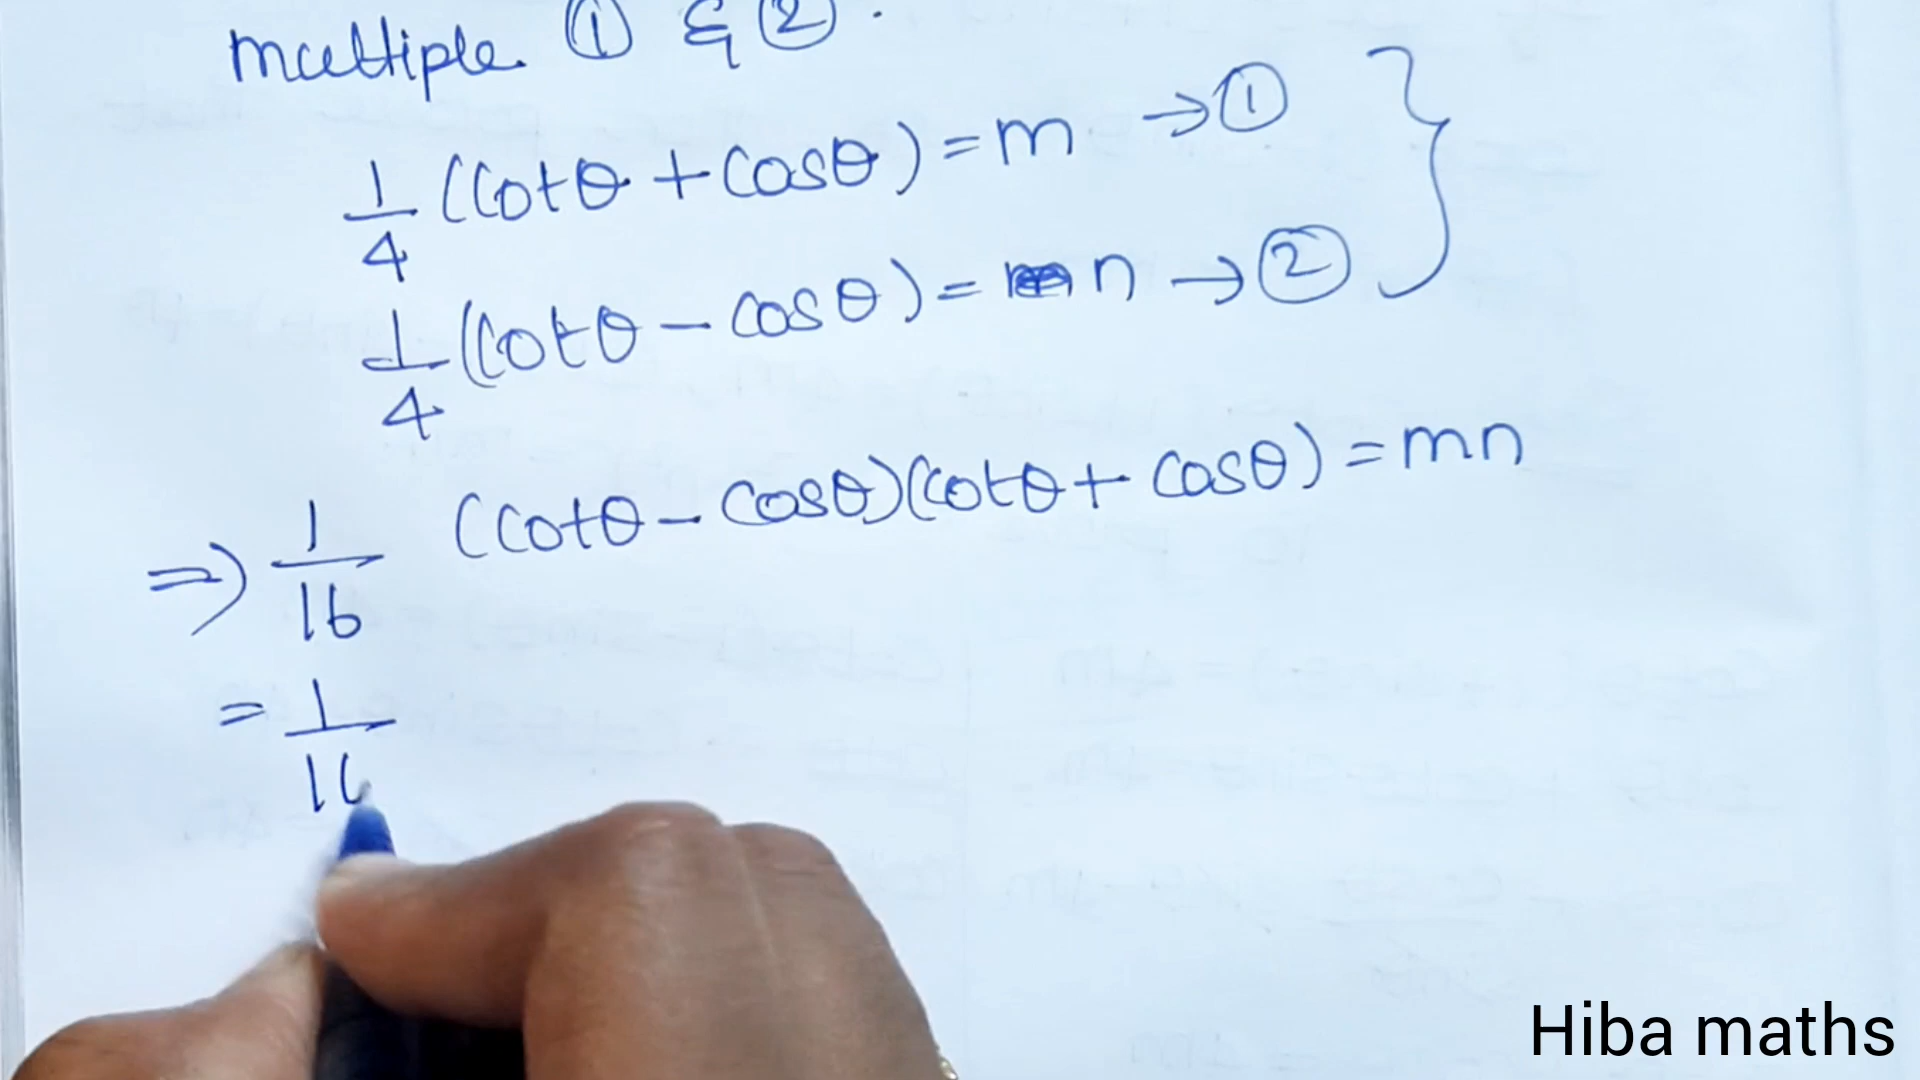 multiple ① & ② .
1/4 (Cotθ + Cosθ) = m → ①
1/4 (Cotθ - cosθ) = n → ②
⇒ 1/16 (Cotθ - Cosθ)(Cotθ + Cosθ) = mn
= 1/16
Hiba maths